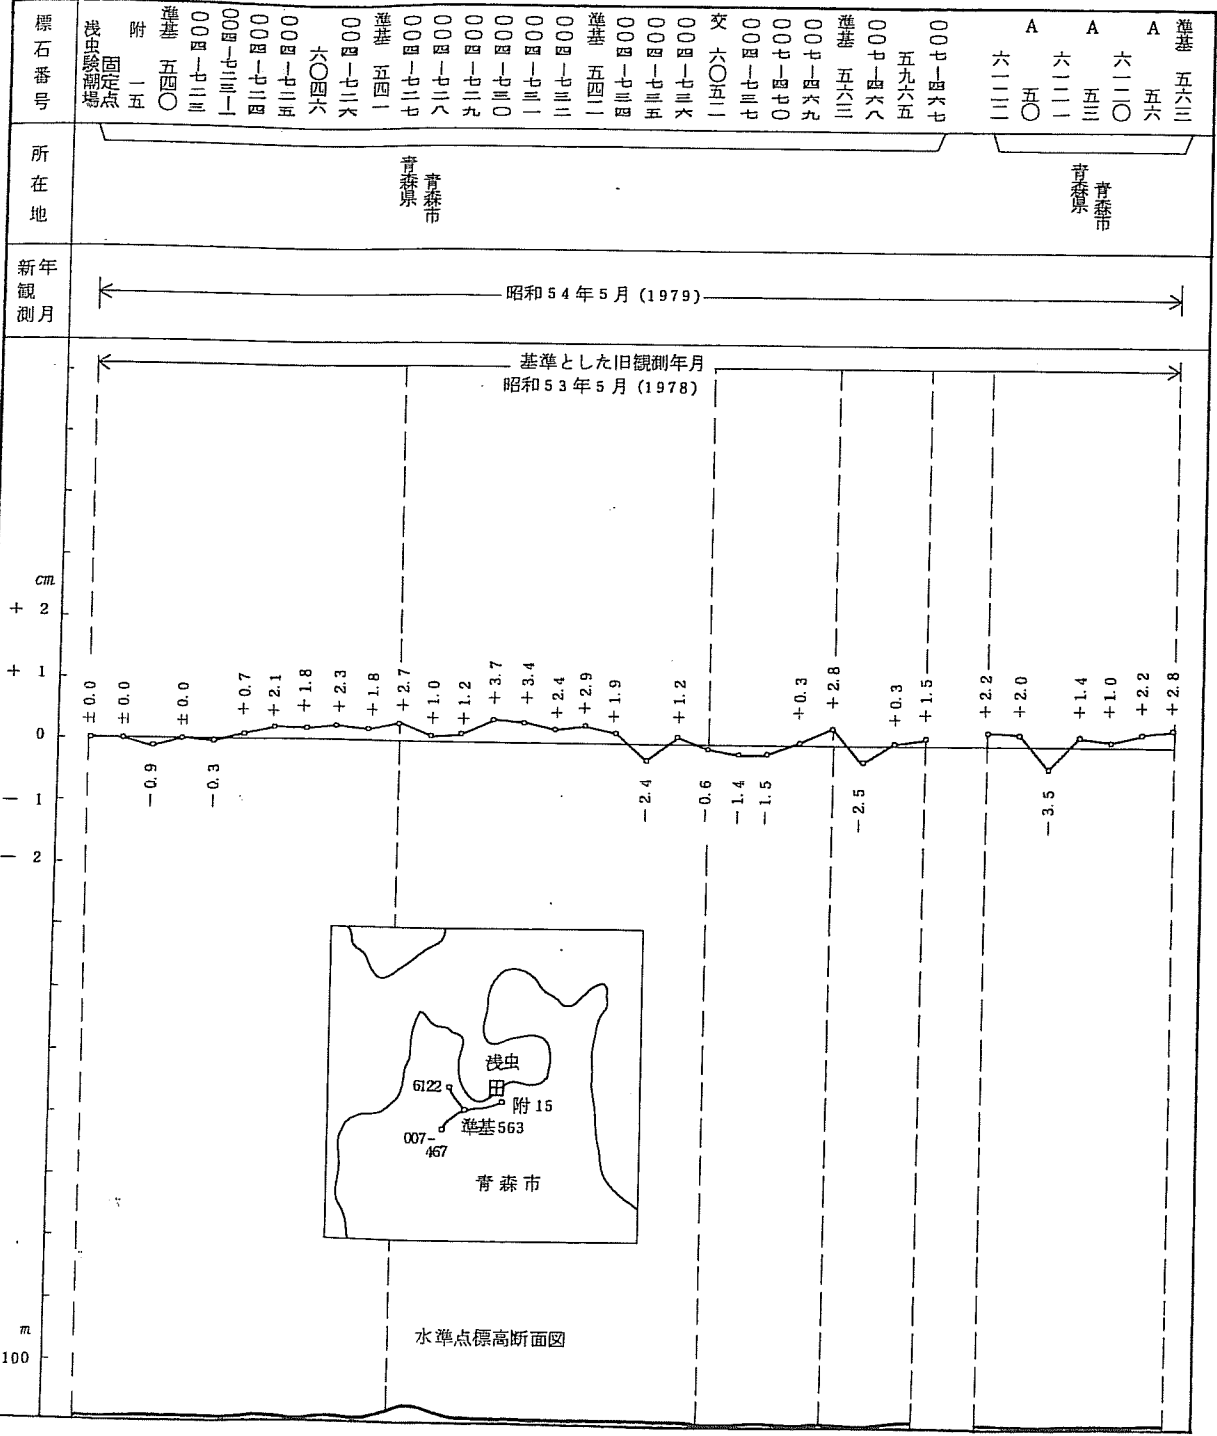 標石番号
浅虫験潮場
固定点
附 一五
準基 五四〇
〇〇四―七二三
〇〇四―七二三―一
〇〇四―七二四
〇〇四―七二五
六〇四六
〇〇四―七二六
準基 五四一
〇〇四―七二七
〇〇四―七二八
〇〇四―七二九
〇〇四―七三〇
〇〇四―七三一
〇〇四―七三二
準基 五四二
〇〇四―七三四
〇〇四―七三五
〇〇四―七三六
交 六〇五一
〇〇四―七三七
〇〇七―四七〇
〇〇七―四六九
準基 五六三
〇〇七―四六八
五九六五
〇〇七―四六七
六一二二
A 五〇
六一二一
A 五三
六一二〇
A 五六
準基 五六三
所在地
青森県
青森市
青森県
青森市
新観測
年月
昭和54年5月(1979)
基準とした旧観測年月
昭和53年5月(1978)
cm
+ 2
+ 1
0
− 1
− 2
±0.0
±0.0
−0.9
±0.0
−0.3
+0.7
+2.1
+1.8
+2.3
+1.8
+2.7
+1.0
+1.2
+3.7
+3.4
+2.4
+2.9
+1.9
−2.4
+1.2
−0.6
−1.4
−1.5
+0.3
+2.8
−2.5
+0.3
+1.5
+2.2
+2.0
−3.5
+1.4
+1.0
+2.2
+2.8
浅虫
6122
附15
準基563
007-
467
青森市
水準点標高断面図
m
100